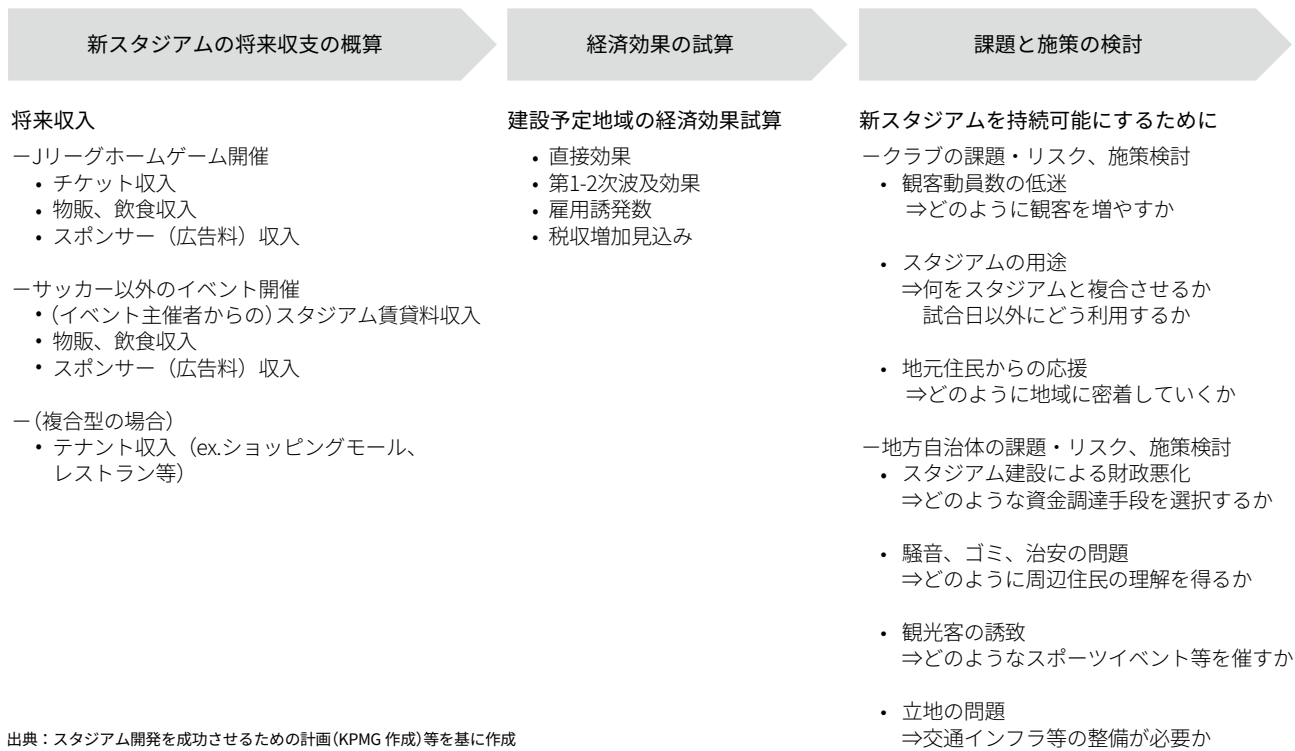 新スタジアムの将来収支の概算
経済効果の試算
課題と施策の検討
将来収入
－Jリーグホームゲーム開催
• チケット収入
• 物販、飲食収入
• スポンサー（広告料）収入
－サッカー以外のイベント開催
•（イベント主催者からの）スタジアム賃貸料収入
• 物販、飲食収入
• スポンサー（広告料）収入
－（複合型の場合）
• テナント収入（ex.ショッピングモール、
レストラン等）
建設予定地域の経済効果試算
• 直接効果
• 第1-2次波及効果
• 雇用誘発数
• 税収増加見込み
新スタジアムを持続可能にするために
－クラブの課題・リスク、施策検討
• 観客動員数の低迷
⇒どのように観客を増やすか
• スタジアムの用途
⇒何をスタジアムと複合させるか
試合日以外にどう利用するか
• 地元住民からの応援
⇒どのように地域に密着していくか
－地方自治体の課題・リスク、施策検討
• スタジアム建設による財政悪化
⇒どのような資金調達手段を選択するか
• 騒音、ゴミ、治安の問題
⇒どのように周辺住民の理解を得るか
• 観光客の誘致
⇒どのようなスポーツイベント等を催すか
• 立地の問題
⇒交通インフラ等の整備が必要か
出典：スタジアム開発を成功させるための計画（KPMG 作成）等を基に作成